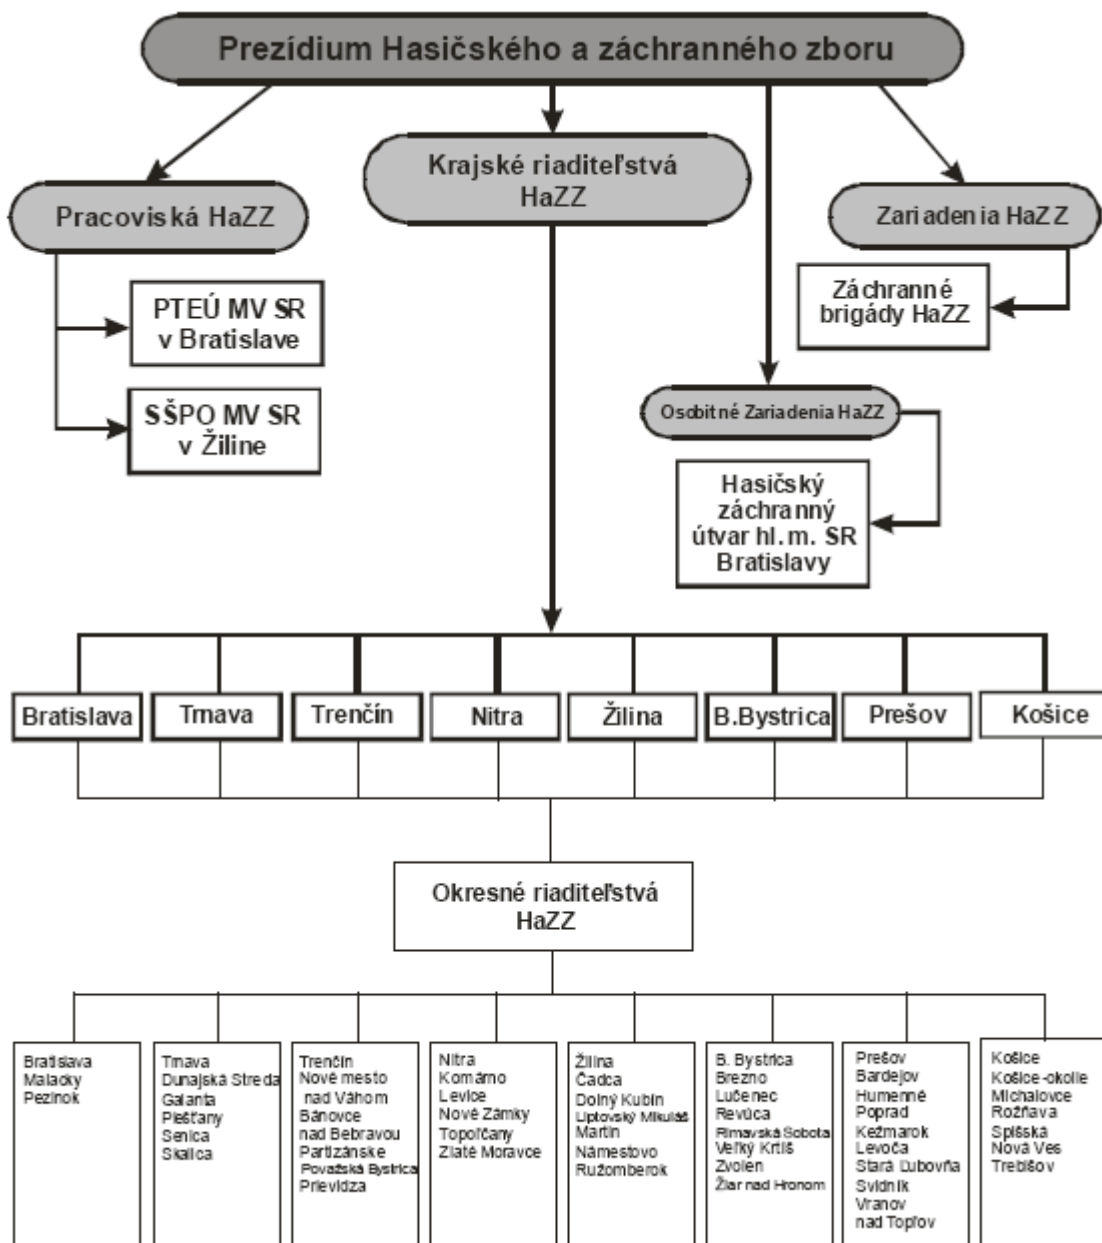 Prezídium Hasičského a záchranného zboru
Krajské riaditeľstvá
HaZZ
Pracoviská HaZZ
Zariadenia HaZZ
PTEÚ MV SR
v Bratislave
Záchranné
brigády HaZZ
SŠPO MV SR
v Žiline
Osobitné Zariadenia HaZZ
Hasičský
záchranný
útvar hl. m. SR
Bratislavy
Bratislava
Trnava
Trenčín
Nitra
Žilina
B.Bystrica
Prešov
Košice
Okresné riaditeľstvá
HaZZ
Bratislava
Malacky
Pezinok
Trnava
Dunajská Streda
Galanta
Piešťany
Senica
Skalica
Trenčín
Nové mesto
nad Váhom
Bánovce
nad Bebravou
Partizánske
Považská Bystrica
Prievidza
Nitra
Komárno
Levice
Nové Zámky
Topoľčany
Zlaté Moravce
Žilina
Čadca
Dolný Kubín
Liptovský Mikuláš
Martin
Námestovo
Ružomberok
B. Bystrica
Brezno
Lučenec
Revúca
Rimavská Sobota
Veľký Krtíš
Zvolen
Žiar nad Hronom
Prešov
Bardejov
Humenné
Poprad
Kežmarok
Levoča
Stará Ľubovňa
Svidník
Vranov
nad Topľov
Košice
Košice-okolie
Michalovce
Rožňava
Spišská
Nová Ves
Trebišov